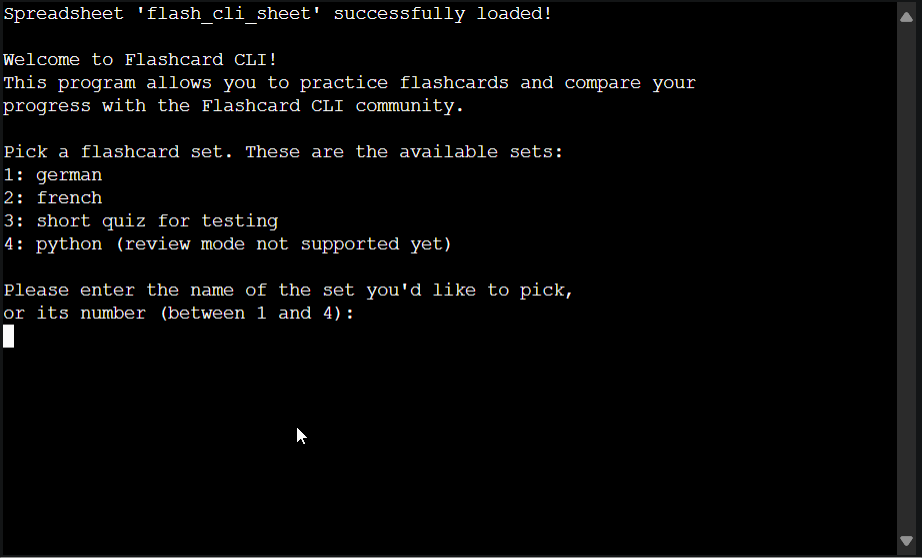 Spreadsheet 'flash_cli_sheet' successfully loaded!
Welcome to Flashcard CLI!
This program allows you to practice flashcards and compare your
progress with the Flashcard CLI community.
Pick a flashcard set. These are the available sets:
1: german
2: french
3: short quiz for testing
4: python (review mode not supported yet)
Please enter the name of the set you'd like to pick,
or its number (between 1 and 4):